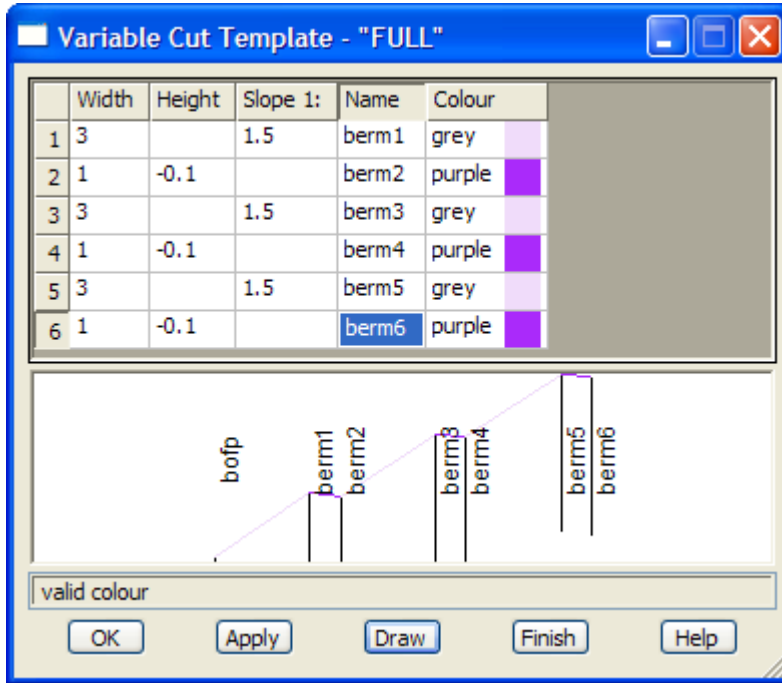 Variable Cut Template - "FULL"
Width Height Slope 1: Name Colour
1 3 1.5 berm1 grey
2 1 -0.1 berm2 purple
3 3 1.5 berm3 grey
4 1 -0.1 berm4 purple
5 3 1.5 berm5 grey
6 1 -0.1 berm6 purple
bofp
berm1
berm2
berm3
berm4
berm5
berm6
valid colour
OK Apply Draw Finish Help